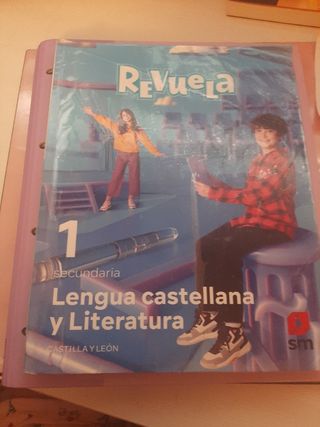 REVUELA
1
secundaria
Lengua castellana
y Literatura
CASTILLA Y LEÓN
sm